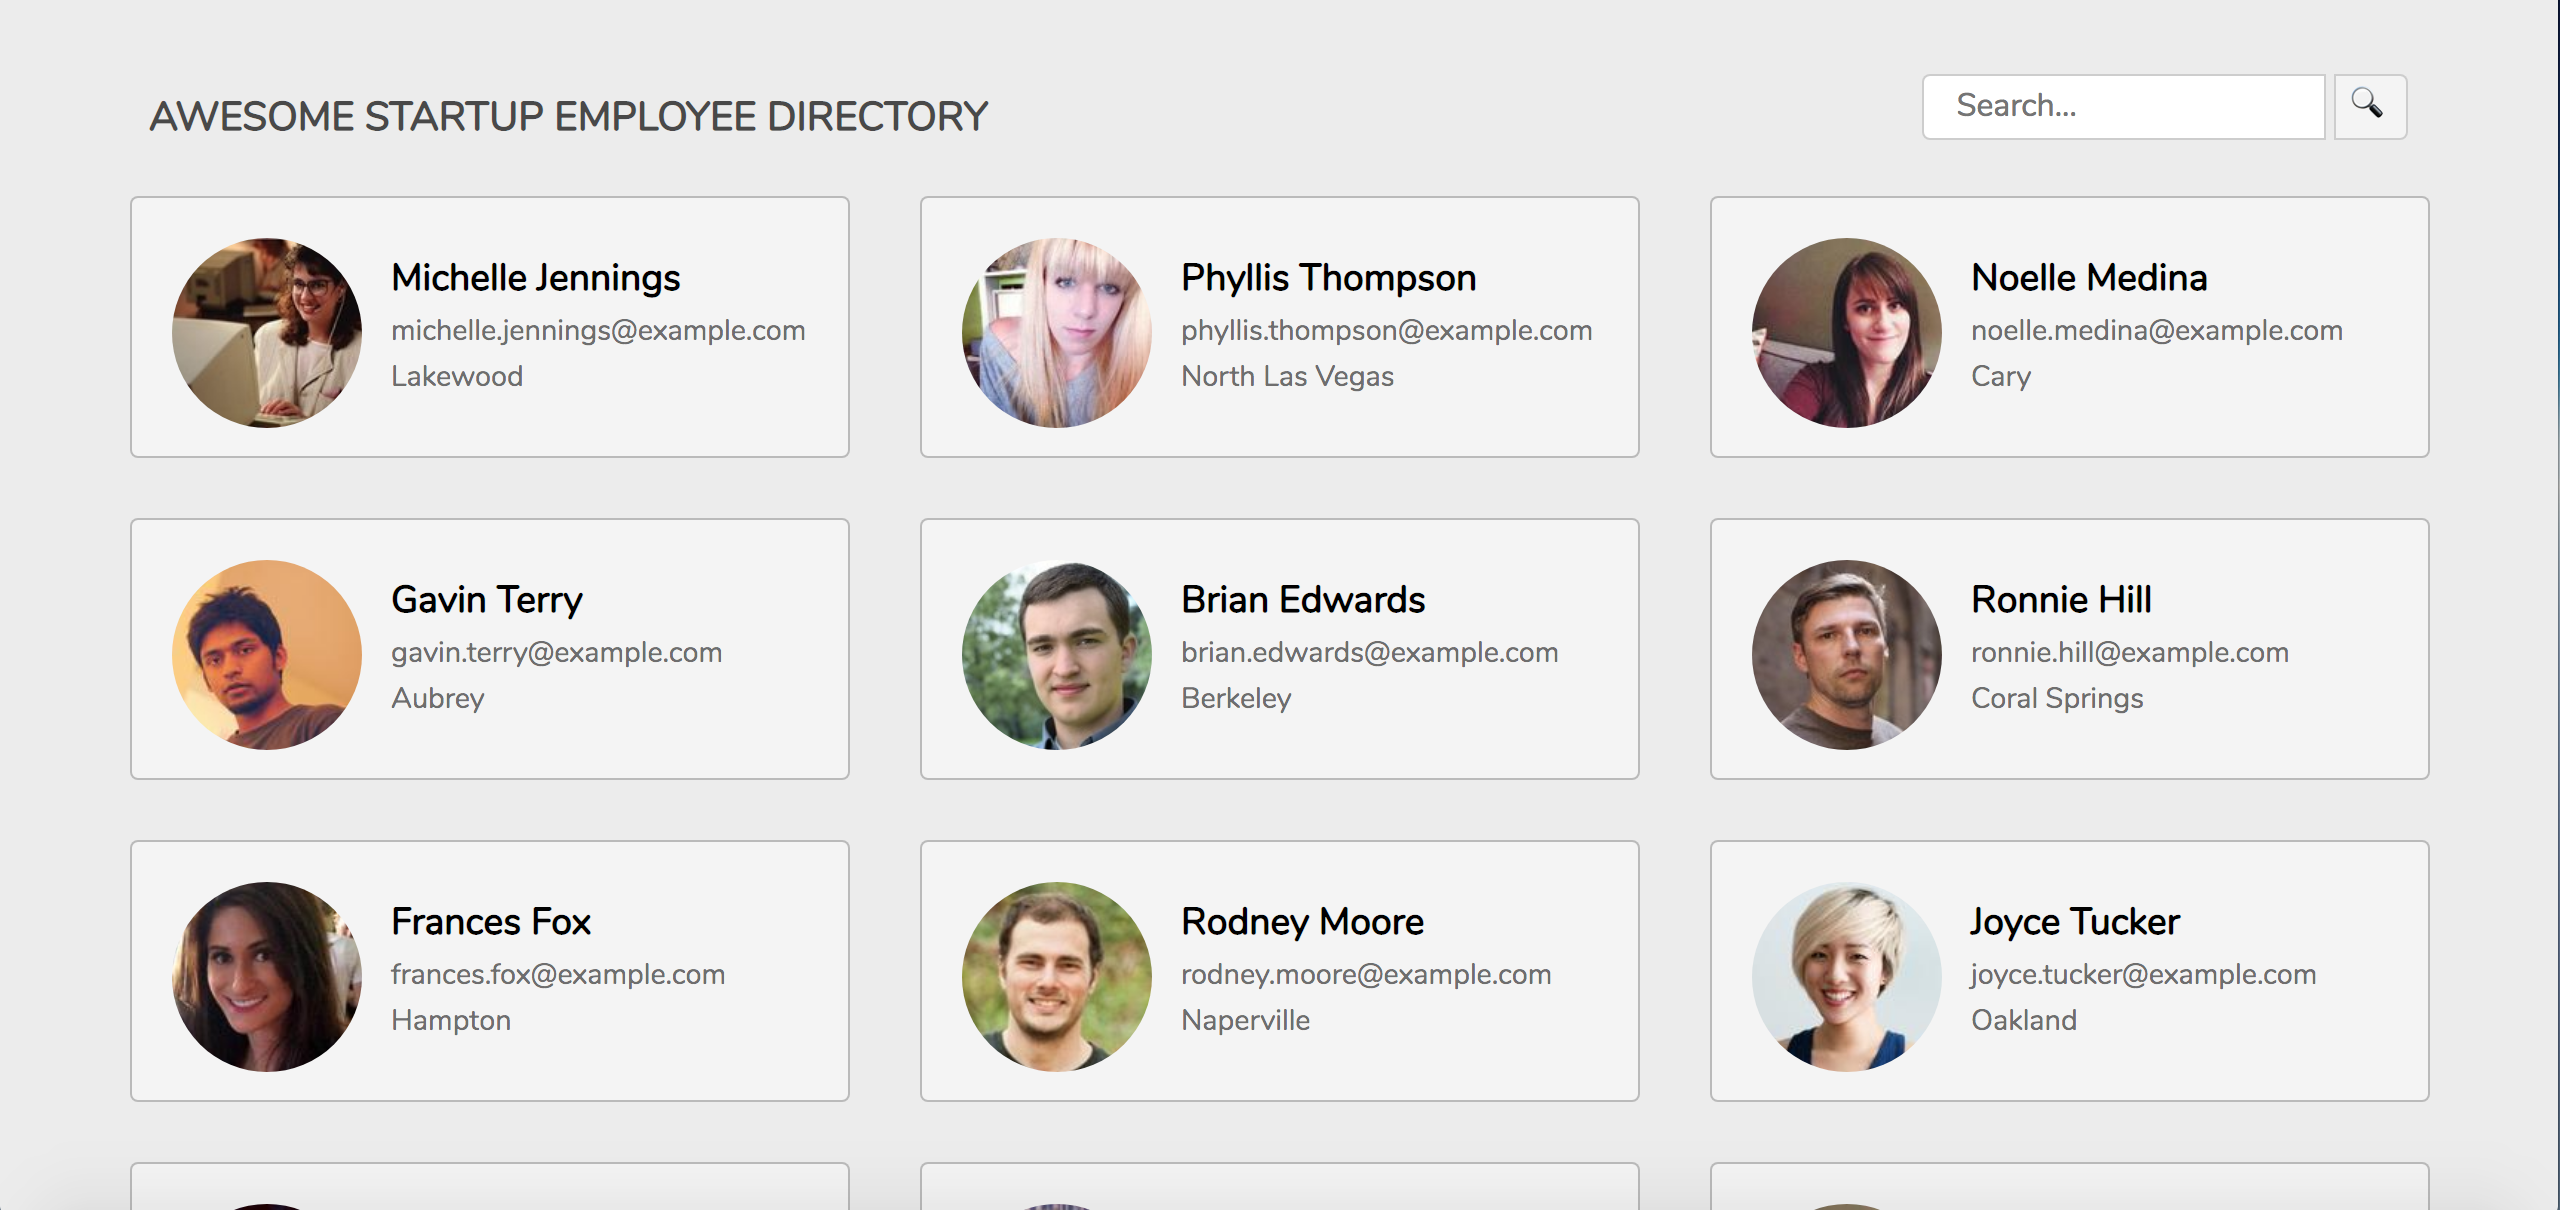 AWESOME STARTUP EMPLOYEE DIRECTORY
Search...
Michelle Jennings
michelle.jennings@example.com
Lakewood
Phyllis Thompson
phyllis.thompson@example.com
North Las Vegas
Noelle Medina
noelle.medina@example.com
Cary
Gavin Terry
gavin.terry@example.com
Aubrey
Brian Edwards
brian.edwards@example.com
Berkeley
Ronnie Hill
ronnie.hill@example.com
Coral Springs
Frances Fox
frances.fox@example.com
Hampton
Rodney Moore
rodney.moore@example.com
Naperville
Joyce Tucker
joyce.tucker@example.com
Oakland